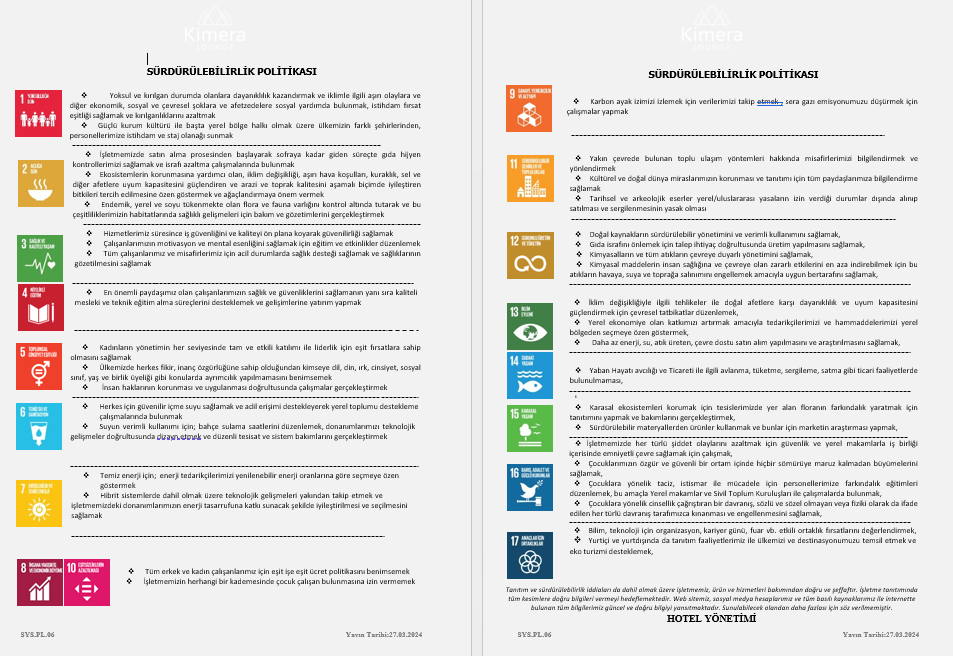 Kimera
LOUNGE
SÜRDÜRÜLEBİLİRLİK POLİTİKASI
1 YOKSULLUĞA SON
❖ Yoksul ve kırılgan durumda olanlara dayanıklılık kazandırmak ve iklimle ilgili aşırı olaylara ve
diğer ekonomik, sosyal ve çevresel şoklara ve afetzedelere sosyal yardımda bulunmak, istihdam fırsat
eşitliği sağlamak ve kırılganlıklarını azaltmak
❖ Güçlü kurum kültürü ile başta yerel bölge halkı olmak üzere ülkemizin farklı şehirlerinden,
personellerimize istihdam ve staj olanağı sunmak
2 AÇLIĞA SON
❖ İşletmemizde satın alma prosesinden başlayarak sofraya kadar giden süreçte gıda hijyen
kontrollerimizi sağlamak ve israfı azaltma çalışmalarında bulunmak
❖ Ekosistemlerin korunmasına yardımcı olan, iklim değişikliği, aşırı hava koşulları, kuraklık, sel ve
diğer afetlere uyum kapasitesini güçlendiren ve arazi ve toprak kalitesini aşamalı biçimde iyileştiren
bitkileri tercih edilmesine özen göstermek ve ağaçlandırmaya önem vermek
❖ Endemik, yerel ve soyu tükenmekte olan flora ve fauna varlığını kontrol altında tutarak ve bu
çeşitliliklerimizin habitatlarında sağlıklı gelişmeleri için bakım ve gözetimlerini gerçekleştirmek
3 SAĞLIK VE KALİTELİ YAŞAM
❖ Hizmetlerimiz süresince iş güvenliğini ve kaliteyi ön plana koyarak güvenilirliği sağlamak
❖ Çalışanlarımızın motivasyon ve mental esenliğini sağlamak için eğitim ve etkinlikler düzenlemek
❖ Tüm çalışanlarımız ve misafirlerimiz için acil durumlarda sağlık desteği sağlamak ve sağlıklarının
gözetilmesini sağlamak
4 NİTELİKLİ EĞİTİM
❖ En önemli paydaşımız olan çalışanlarımızın sağlık ve güvenliklerini sağlamanın yanı sıra kaliteli
mesleki ve teknik eğitim alma süreçlerini desteklemek ve gelişimlerine yatırım yapmak
5 TOPLUMSAL CİNSİYET EŞİTLİĞİ
❖ Kadınların yönetimin her seviyesinde tam ve etkili katılımı ile liderlik için eşit fırsatlara sahip
olmasını sağlamak
❖ Ülkemizde herkes fikir, inanç özgürlüğüne sahip olduğundan kimseye dil, din, ırk, cinsiyet, sosyal
sınıf, yaş ve birlik üyeliği gibi konularda ayrımcılık yapılmamasını benimsemek
❖ İnsan haklarının korunması ve uygulanması doğrultusunda çalışmalar gerçekleştirmek
6 TEMİZ SU VE SANİTASYON
❖ Herkes için güvenilir içme suyu sağlamak ve adil erişimi destekleyerek yerel toplumu destekleme
çalışmalarında bulunmak
❖ Suyun verimli kullanımı için; bahçe sulama saatlerini düzenlemek, donanımlarımızı teknolojik
gelişmeler doğrultusunda dizayn etmek ve düzenli tesisat ve sistem bakımlarını gerçekleştirmek
7
❖ Temiz enerji için; enerji tedarikçilerimizi yenilenebilir enerji oranlarına göre seçmeye özen
göstermek
❖ Hibrit sistemlerde dahil olmak üzere teknolojik gelişmeleri yakından takip etmek ve
işletmemizdeki donanımlarımızın enerji tasarrufuna katkı sunacak şekilde iyileştirilmesi ve seçilmesini
sağlamak
8 İNSANA YAKIŞIR İŞ VE EKONOMİK BÜYÜME
10 EŞİTSİZLİKLERİN AZALTILMASI
❖ Tüm erkek ve kadın çalışanlarımız için eşit işe eşit ücret politikasını benimsemek
❖ İşletmemizin herhangi bir kademesinde çocuk çalışan bulunmasına izin vermemek
SYS.PL.06 Yayın Tarihi:27.03.2024
Kimera
LOUNGE
SÜRDÜRÜLEBİLİRLİK POLİTİKASI
9 SANAYİ, YENİLİKÇİLİK VE ALTYAPI
❖ Karbon ayak izimizi izlemek için verilerimizi takip etmek , sera gazı emisyonumuzu düşürmek için
çalışmalar yapmak
11 SÜRDÜRÜLEBİLİR ŞEHİRLER VE TOPLULUKLAR
❖ Yakın çevrede bulunan toplu ulaşım yöntemleri hakkında misafirlerimizi bilgilendirmek ve
yönlendirmek
❖ Kültürel ve doğal dünya miraslarımızın korunması ve tanıtımı için tüm paydaşlarımıza bilgilendirme
sağlamak
❖ Tarihsel ve arkeolojik eserler yerel/uluslararası yasaların izin verdiği durumlar dışında alınıp
satılması ve sergilenmesinin yasak olması
12 SORUMLU ÜRETİM VE TÜKETİM
❖ Doğal kaynakların sürdürülebilir yönetimini ve verimli kullanımını sağlamak,
❖ Gıda israfını önlemek için talep ihtiyaç doğrultusunda üretim yapılmasını sağlamak,
❖ Kimyasalların ve tüm atıkların çevreye duyarlı yönetimini sağlamak,
❖ Kimyasal maddelerin insan sağlığına ve çevreye olan zararlı etkilerini en aza indirebilmek için bu
atıkların havaya, suya ve toprağa salınımını engellemek amacıyla uygun bertarafını sağlamak,
13 İKLİM EYLEMİ
❖ İklim değişikliğiyle ilgili tehlikeler ile doğal afetlere karşı dayanıklılık ve uyum kapasitesini
güçlendirmek için çevresel tatbikatlar düzenlemek,
❖ Yerel ekonomiye olan katkımızı artırmak amacıyla tedarikçilerimizi ve hammaddelerimizi yerel
bölgeden seçmeye özen göstermek,
❖ Daha az enerji, su, atık üreten, çevre dostu satın alım yapılmasını ve araştırılmasını sağlamak,
14 SUDAKİ YAŞAM
❖ Yaban Hayatı avcılığı ve Ticareti ile ilgili avlanma, tüketme, sergileme, satma gibi ticari faaliyetlerde
bulunulmaması,
15 KARASAL YAŞAM
❖ Karasal ekosistemleri korumak için tesislerimizde yer alan floranın farkındalık yaratmak için
tanıtımını yapmak ve bakımlarını gerçekleştirmek,
❖ Sürdürülebilir materyallerden ürünler kullanmak ve bunlar için marketin araştırması yapmak,
16 BARIŞ, ADALET VE GÜÇLÜ KURUMLAR
❖ İşletmemizde her türlü şiddet olaylarını azaltmak için güvenlik ve yerel makamlarla iş birliği
içerisinde emniyetli çevre sağlamak için çalışmak,
❖ Çocuklarımızın özgür ve güvenli bir ortam içinde hiçbir sömürüye maruz kalmadan büyümelerini
sağlamak,
❖ Çocuklara yönelik taciz, istismar ile mücadele için personellerimize farkındalık eğitimleri
düzenlemek, bu amaçla Yerel makamlar ve Sivil Toplum Kuruluşları ile çalışmalarda bulunmak,
❖ Çocuklara yönelik cinsellik çağrıştıran bir davranış, sözlü ve sözel olmayan veya fiziki olarak da ifade
edilen her türlü davranış tarafımızca kınanması ve engellenmesini sağlamak,
17 AMAÇLAR İÇİN ORTAKLIKLAR
❖ Bilim, teknoloji için organizasyon, kariyer günü, fuar vb. etkili ortaklık fırsatlarını değerlendirmek,
❖ Yurtiçi ve yurtdışında da tanıtım faaliyetlerimiz ile ülkemizi ve destinasyonumuzu temsil etmek ve
eko turizmi desteklemek,
Tanıtım ve sürdürülebilirlik iddiaları da dahil olmak üzere işletmemiz, ürün ve hizmetleri bakımından doğru ve şeffaftır. İşletme tanıtımında
tüm kesimlere doğru bilgileri vermeyi hedeflemektedir. Web sitemiz, sosyal medya hesaplarımız ve tüm basılı kaynaklarımız ile internette
bulunan tüm bilgilerimiz güncel ve doğru bilgiyi yansıtmaktadır. Sunulabilecek olandan daha fazlası için söz verilmemiştir.
HOTEL YÖNETİMİ
SYS.PL.06 Yayın Tarihi:27.03.2024